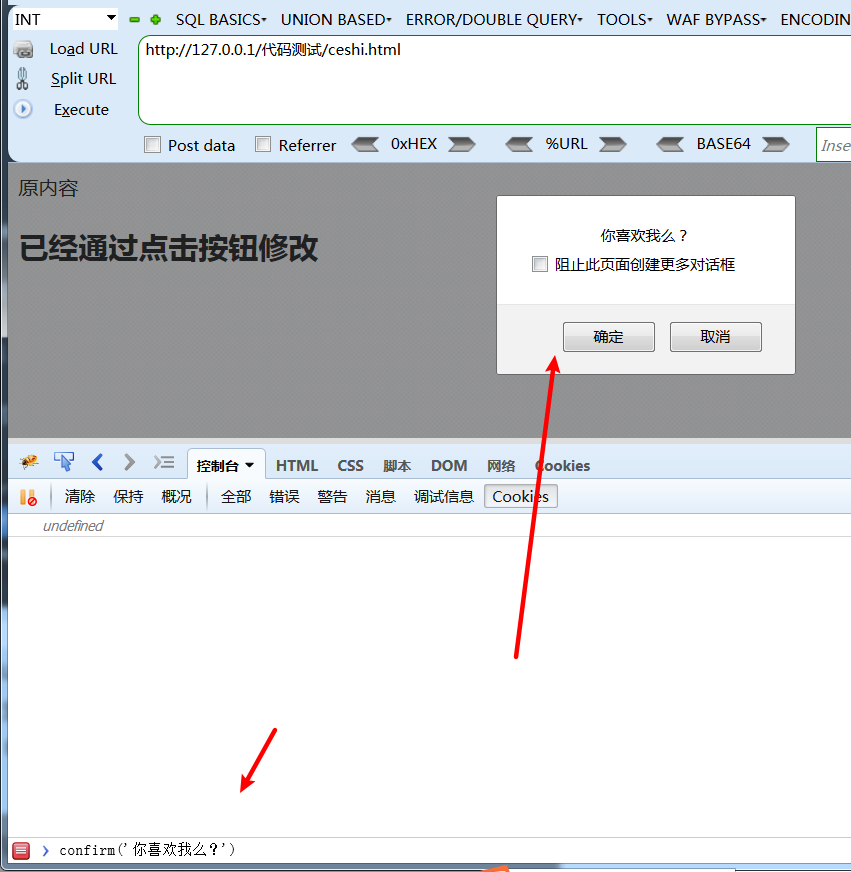 INT SQL BASICS UNION BASED ERROR/DOUBLE QUERY TOOLS WAF BYPASS ENCODIN
Load URL http://127.0.0.1/代码测试/ceshi.html
Split URL
Execute
Post data Referrer 0xHEX %URL BASE64 Inse
原内容
已经通过点击按钮修改
你喜欢我么？
阻止此页面创建更多对话框
确定 取消
控制台 HTML CSS 脚本 DOM 网络 Cookies
清除 保持 概况 全部 错误 警告 消息 调试信息 Cookies
undefined
confirm('你喜欢我么？')